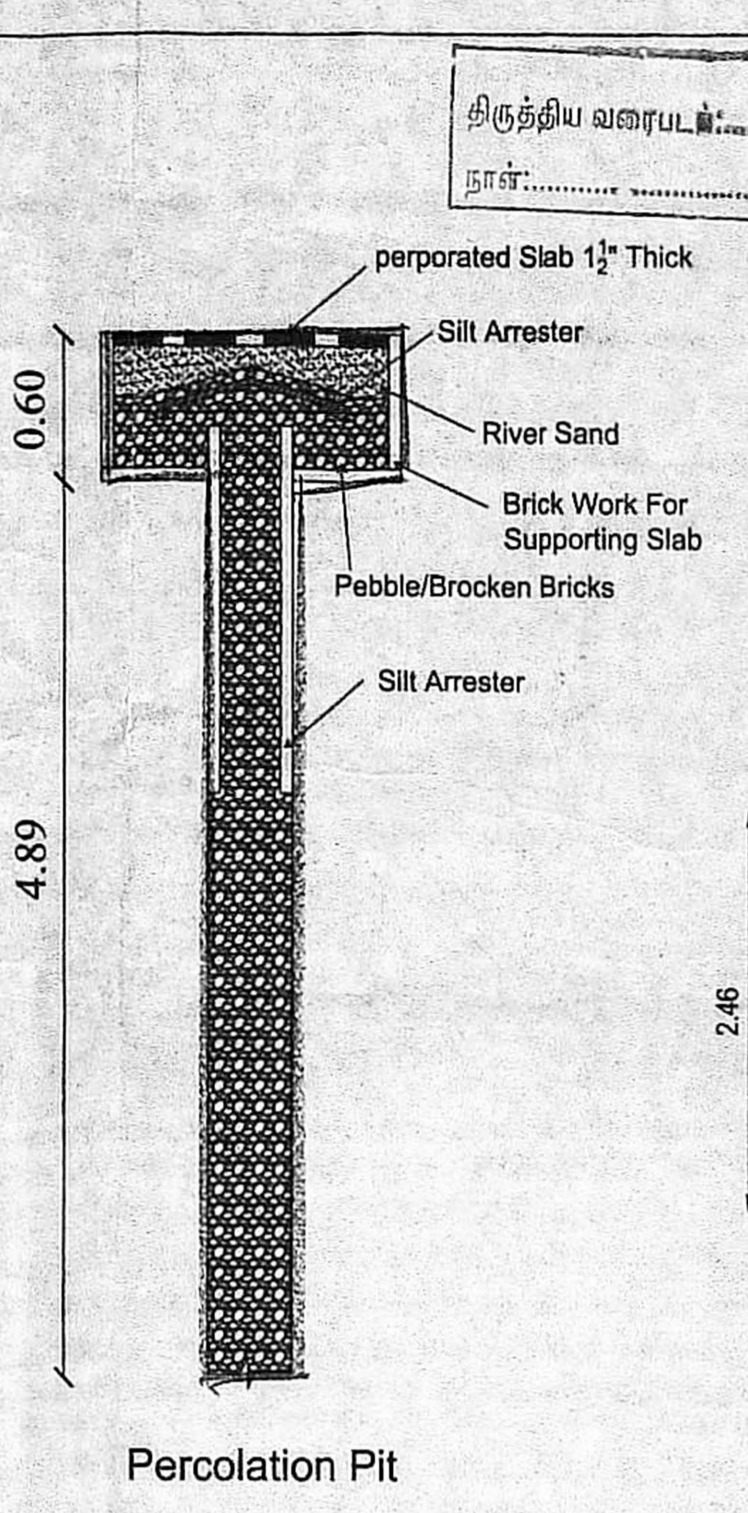 திருத்திய வரைபடம்:
நாள்:
perporated Slab 1½" Thick
Silt Arrester
0.60
River Sand
Brick Work For
Supporting Slab
Pebble/Brocken Bricks
Silt Arrester
4.89
2.46
Percolation Pit